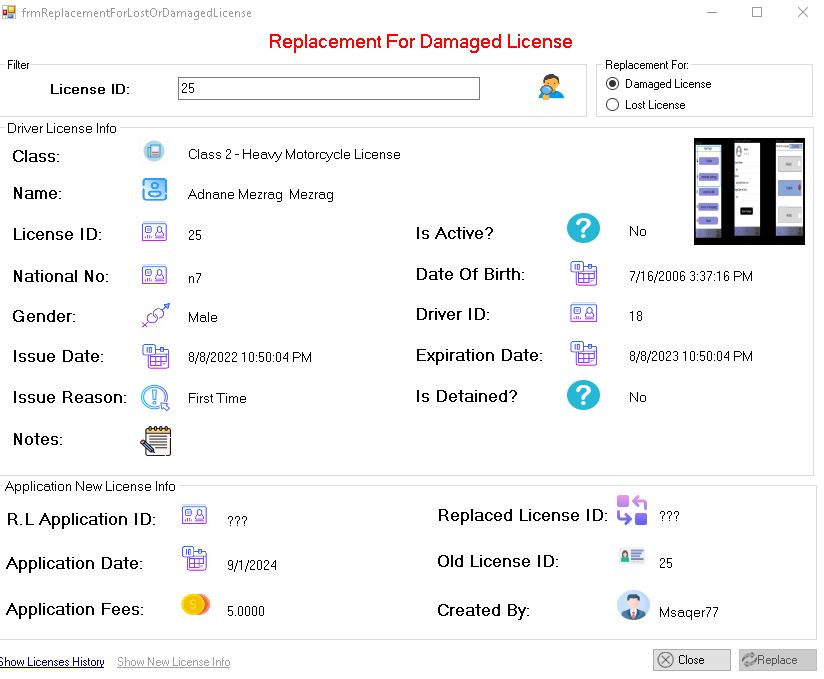 frmReplacementForLostOrDamagedLicense
Replacement For Damaged License
Filter
License ID: 25
Replacement For:
Damaged License
Lost License
Driver License Info
Class: Class 2 - Heavy Motorcycle License
Name: Adnane Mezrag  Mezrag
License ID: 25 Is Active? No
National No: n7 Date Of Birth: 7/16/2006 3:37:16 PM
Gender: Male Driver ID: 18
Issue Date: 8/8/2022 10:50:04 PM Expiration Date: 8/8/2023 10:50:04 PM
Issue Reason: First Time Is Detained? No
Notes:
Application New License Info
R.L Application ID: ??? Replaced License ID: ???
Application Date: 9/1/2024 Old License ID: 25
Application Fees: 5.0000 Created By: Msaqer77
Show Licenses History Show New License Info Close Replace